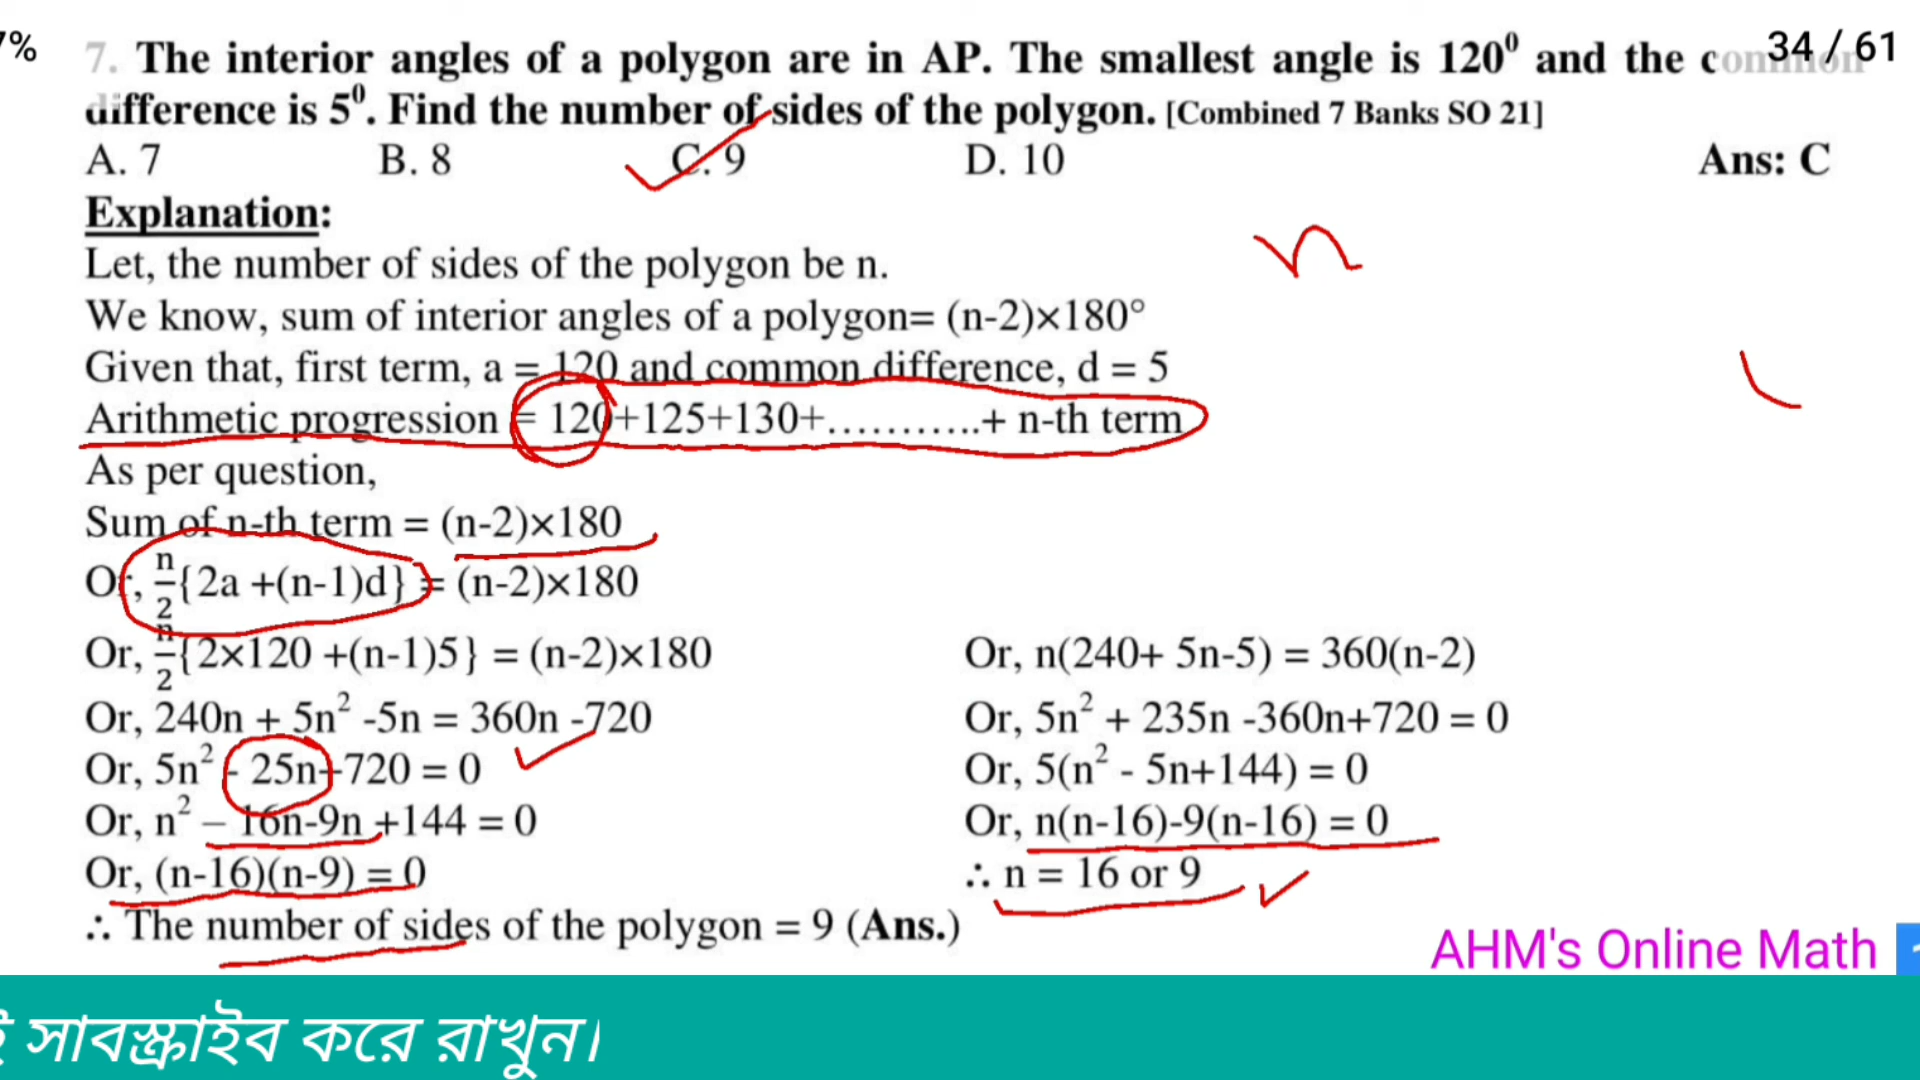 7%
34 / 61
7. The interior angles of a polygon are in AP. The smallest angle is 120⁰ and the common
difference is 5⁰. Find the number of sides of the polygon. [Combined 7 Banks SO 21]
A. 7 B. 8 C. 9 D. 10 Ans: C
Explanation:
n
Let, the number of sides of the polygon be n.
We know, sum of interior angles of a polygon= (n-2)×180°
Given that, first term, a = 120 and common difference, d = 5
Arithmetic progression = 120+125+130+...........+ n-th term
As per question,
Sum of n-th term = (n-2)×180
Or, n/2{2a +(n-1)d} = (n-2)×180
Or, n/2{2×120 +(n-1)5} = (n-2)×180 Or, n(240+ 5n-5) = 360(n-2)
Or, 240n + 5n² -5n = 360n -720 Or, 5n² + 235n -360n+720 = 0
Or, 5n² - 25n+720 = 0 Or, 5(n² - 5n+144) = 0
Or, n² – 16n-9n +144 = 0 Or, n(n-16)-9(n-16) = 0
Or, (n-16)(n-9) = 0 ∴ n = 16 or 9
∴ The number of sides of the polygon = 9 (Ans.)
AHM's Online Math
সাবস্ক্রাইব করে রাখুন।